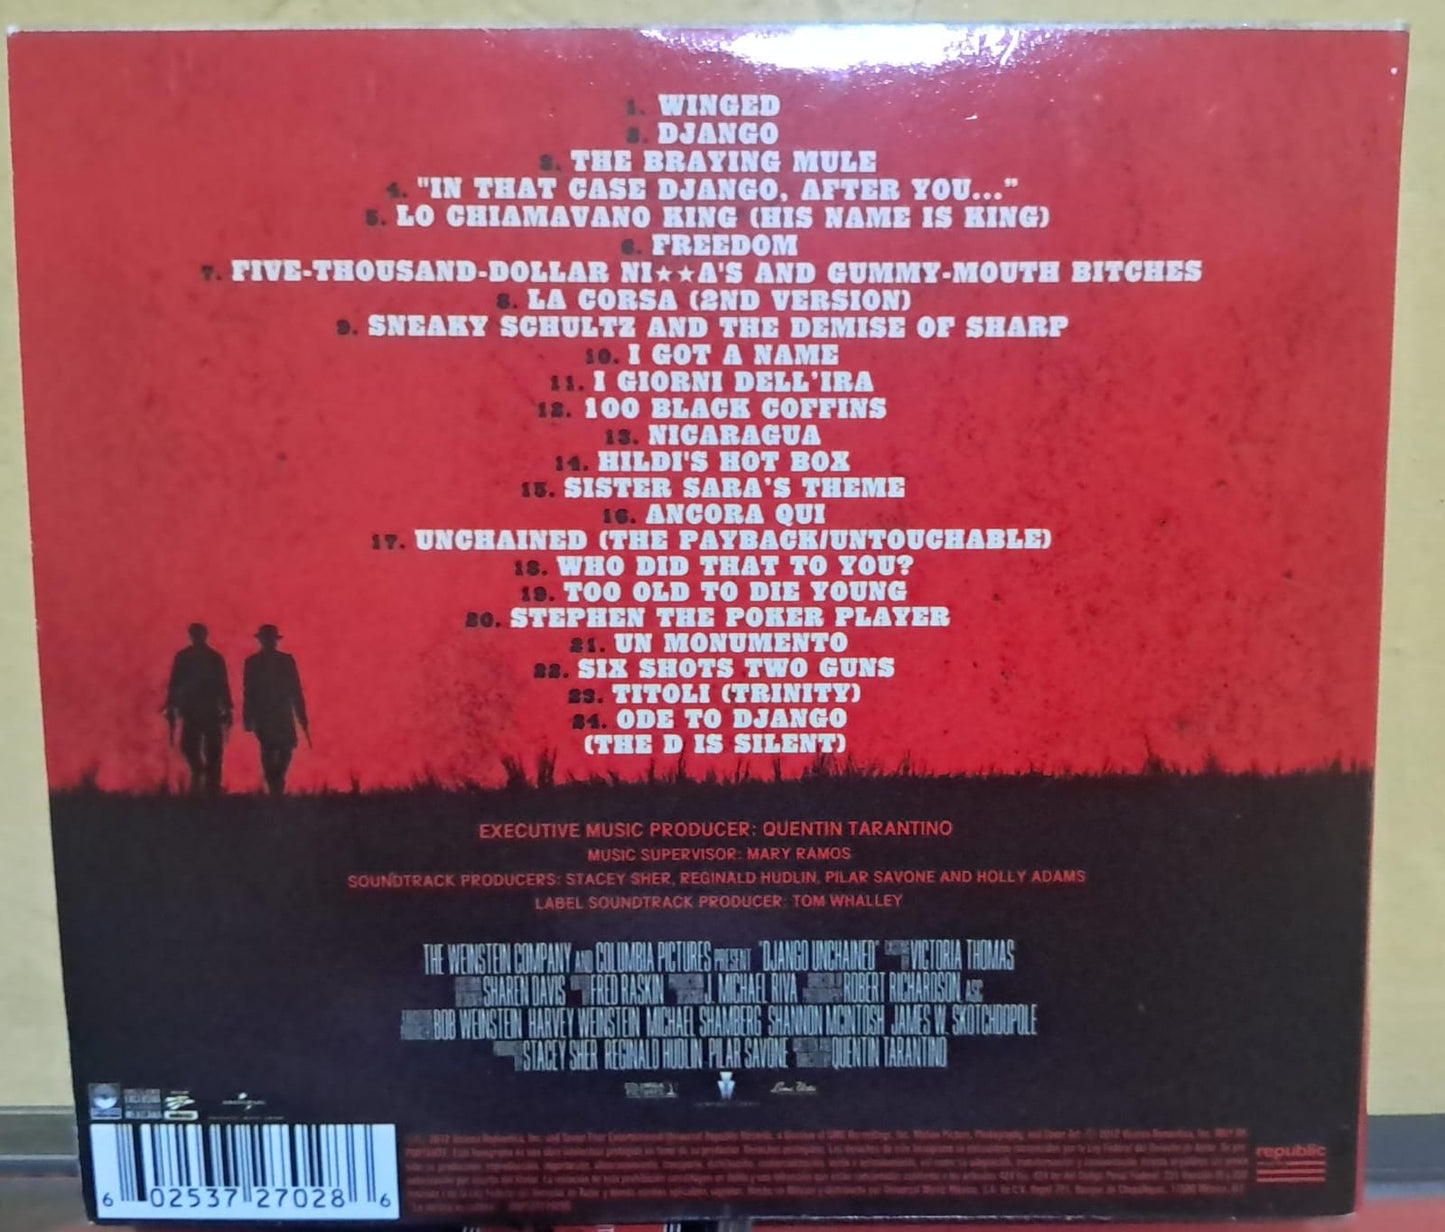 1. WINGED
2. DJANGO
3. THE BRAYING MULE
4. "IN THAT CASE DJANGO, AFTER YOU..."
5. LO CHIAMAVANO KING (HIS NAME IS KING)
6. FREEDOM
7. FIVE-THOUSAND-DOLLAR NI★★A'S AND GUMMY-MOUTH BITCHES
8. LA CORSA (2ND VERSION)
9. SNEAKY SCHULTZ AND THE DEMISE OF SHARP
10. I GOT A NAME
11. I GIORNI DELL'IRA
12. 100 BLACK COFFINS
13. NICARAGUA
14. HILDI'S HOT BOX
15. SISTER SARA'S THEME
16. ANCORA QUI
17. UNCHAINED (THE PAYBACK/UNTOUCHABLE)
18. WHO DID THAT TO YOU?
19. TOO OLD TO DIE YOUNG
20. STEPHEN THE POKER PLAYER
21. UN MONUMENTO
22. SIX SHOTS TWO GUNS
23. TITOLI (TRINITY)
24. ODE TO DJANGO
(THE D IS SILENT)
EXECUTIVE MUSIC PRODUCER: QUENTIN TARANTINO
MUSIC SUPERVISOR: MARY RAMOS
SOUNDTRACK PRODUCERS: STACEY SHER, REGINALD HUDLIN, PILAR SAVONE AND HOLLY ADAMS
LABEL SOUNDTRACK PRODUCER: TOM WHALLEY
THE WEINSTEIN COMPANY AND COLUMBIA PICTURES PRESENT "DJANGO UNCHAINED" VICTORIA THOMAS
SHAREN DAVIS FRED RASKIN J. MICHAEL RIVA ROBERT RICHARDSON, ASC
BOB WEINSTEIN HARVEY WEINSTEIN MICHAEL SHAMBERG SHANNON MCINTOSH JAMES W. SKOTCHDOPOLE
STACEY SHER REGINALD HUDLIN PILAR SAVONE QUENTIN TARANTINO
republic
6 02537 27028 6